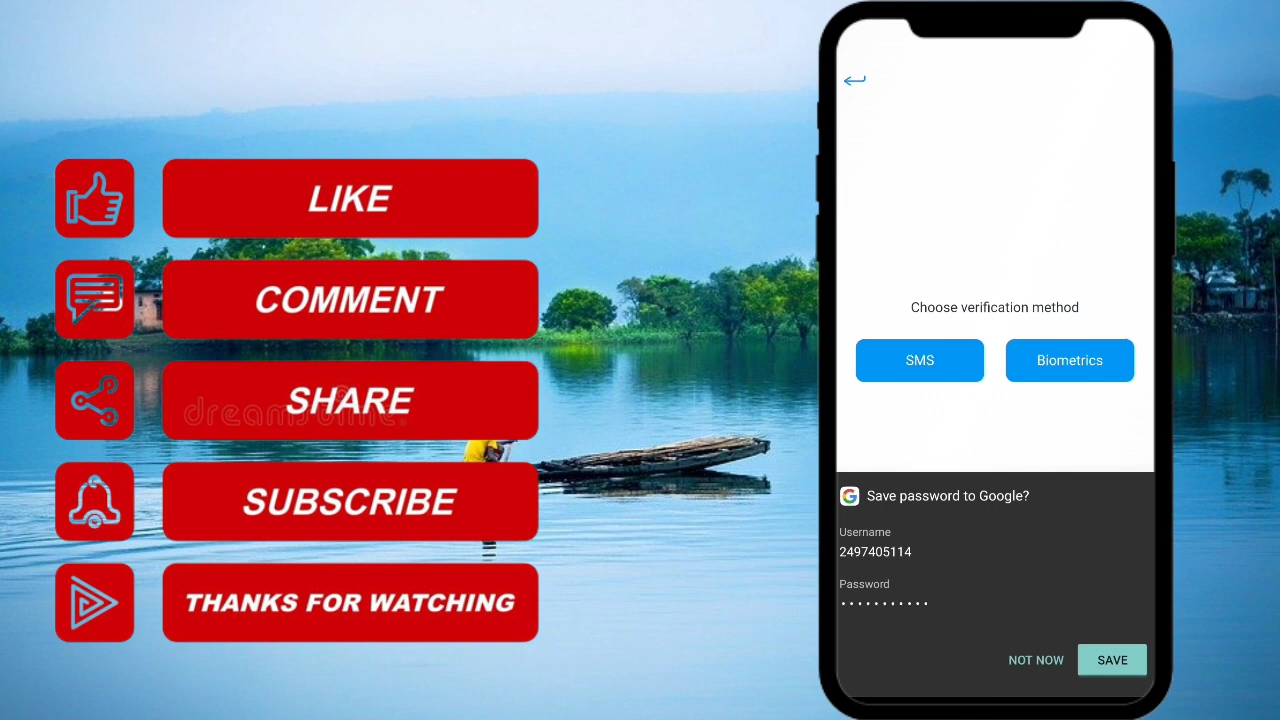 LIKE
COMMENT
SHARE
SUBSCRIBE
THANKS FOR WATCHING
Choose verification method
SMS
Biometrics
Save password to Google?
Username
2497405114
Password
•••••••••••
NOT NOW
SAVE